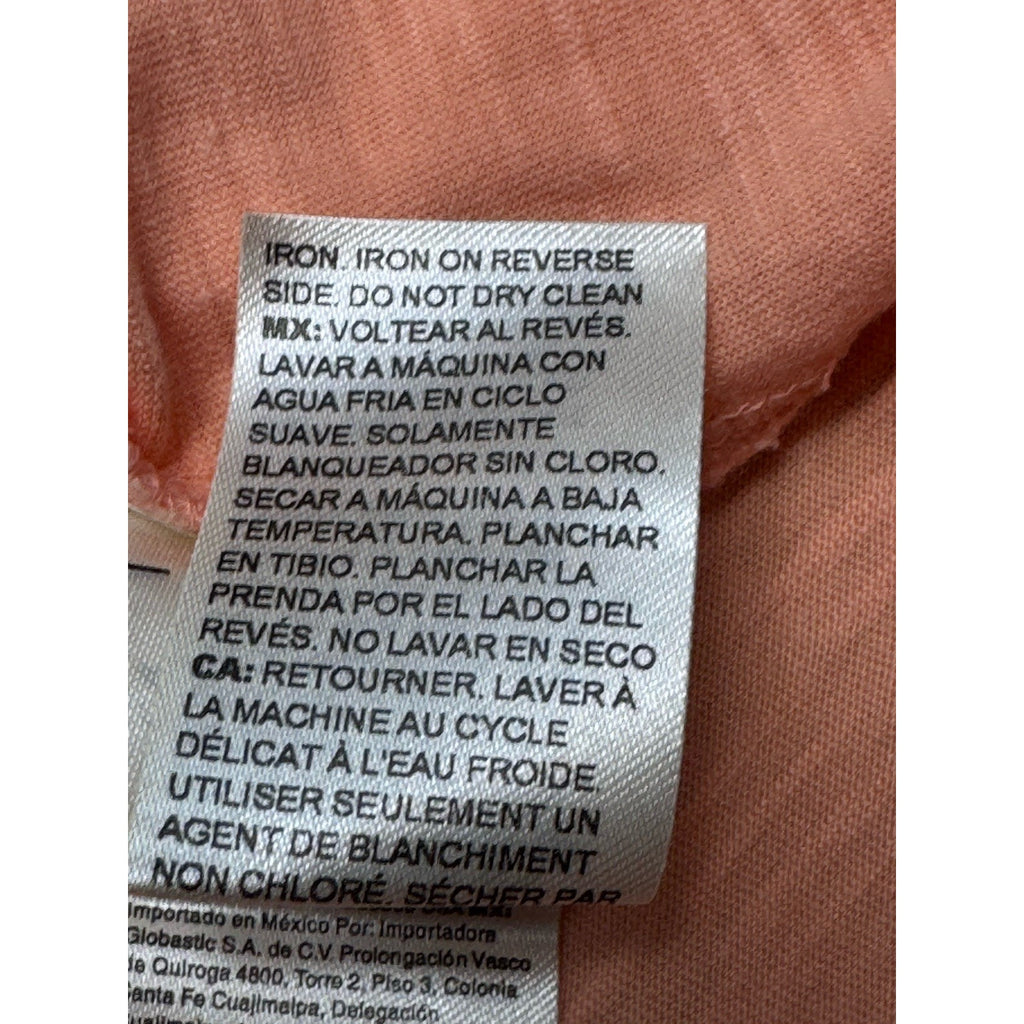 IRON. IRON ON REVERSE
SIDE. DO NOT DRY CLEAN
MX: VOLTEAR AL REVÉS.
LAVAR A MÁQUINA CON
AGUA FRIA EN CICLO
SUAVE. SOLAMENTE
BLANQUEADOR SIN CLORO.
SECAR A MÁQUINA A BAJA
TEMPERATURA. PLANCHAR
EN TIBIO. PLANCHAR LA
PRENDA POR EL LADO DEL
REVÉS. NO LAVAR EN SECO
CA: RETOURNER. LAVER À
LA MACHINE AU CYCLE
DÉLICAT À L'EAU FROIDE.
UTILISER SEULEMENT UN
AGENT DE BLANCHIMENT
NON CHLORÉ. SÉCHER PAR
Importado en México Por: Importadora
Globastic S.A. de C.V Prolongación Vasco
de Quiroga 4800, Torre 2, Piso 3, Colonia
anta Fe Cuajimalpa, Delegación